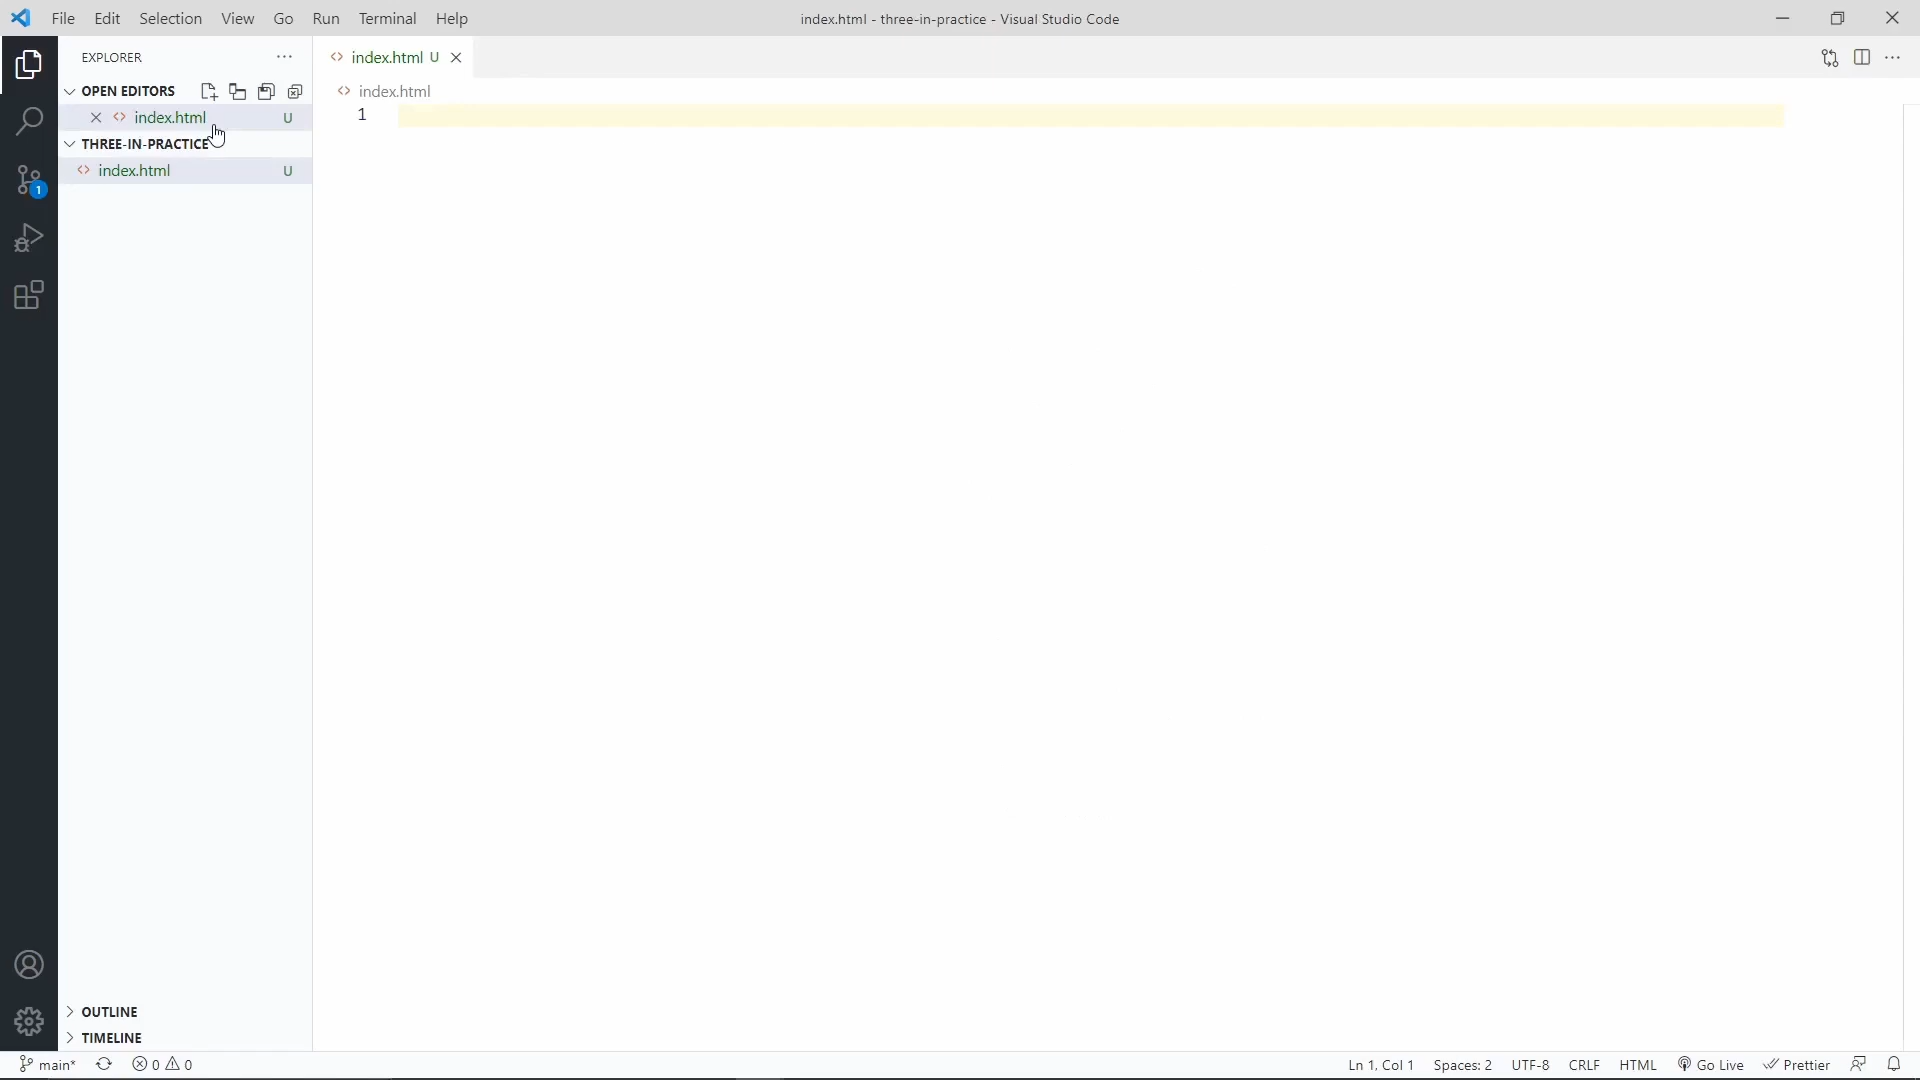 File Edit Selection View Go Run Terminal Help
index.html - three-in-practice - Visual Studio Code
EXPLORER
index.html U
OPEN EDITORS
index.html
index.html U
THREE-IN-PRACTICE
1
index.html U
OUTLINE
TIMELINE
1
main* 0 0
Ln 1, Col 1 Spaces: 2 UTF-8 CRLF HTML Go Live Prettier